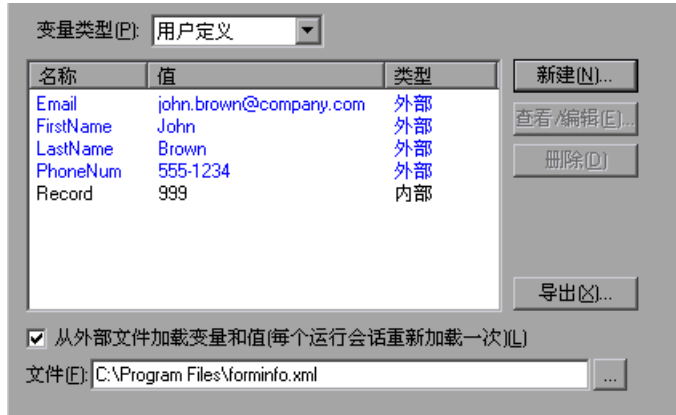 变量类型(P): 用户定义
名称 值 类型 新建(N)...
Email john.brown@company.com 外部
FirstName John 外部 查看/编辑(E)...
LastName Brown 外部
PhoneNum 555-1234 外部 删除(D)
Record 999 内部
导出(X)...
从外部文件加载变量和值(每个运行会话重新加载一次)(L)
文件(F): C:\Program Files\forminfo.xml ...